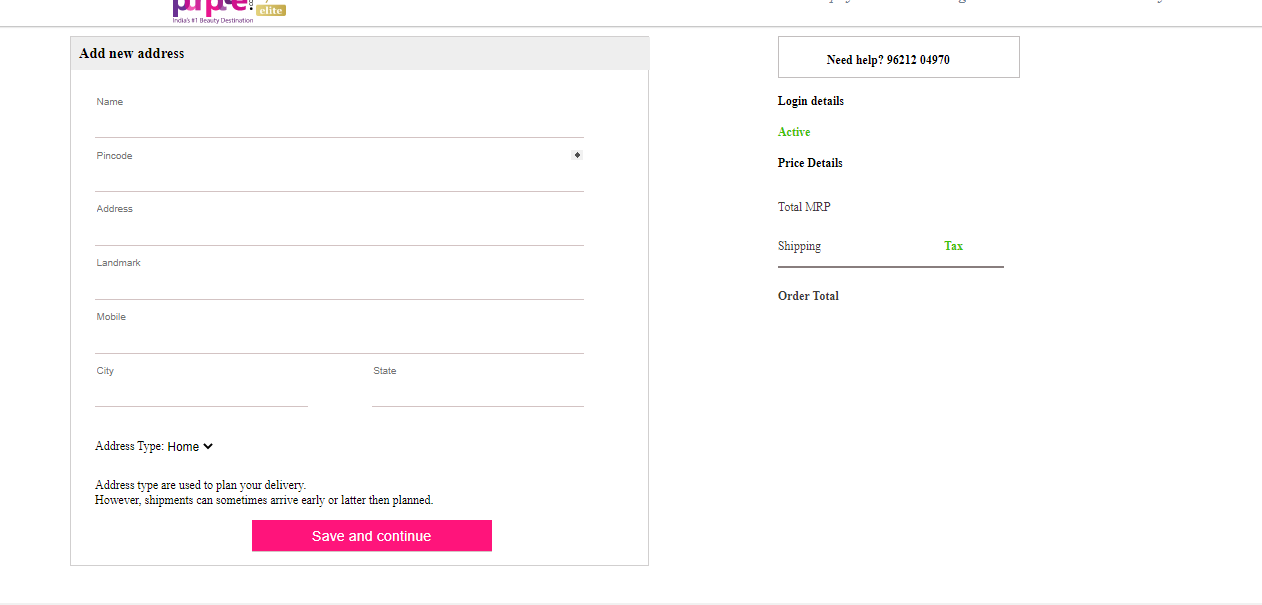 elite
India's #1 Beauty Destination
Add new address
Name
Pincode
Address
Landmark
Mobile
City State
Address Type: Home
Address type are used to plan your delivery.
However, shipments can sometimes arrive early or latter then planned.
Save and continue
Need help? 96212 04970
Login details
Active
Price Details
Total MRP
Shipping Tax
Order Total